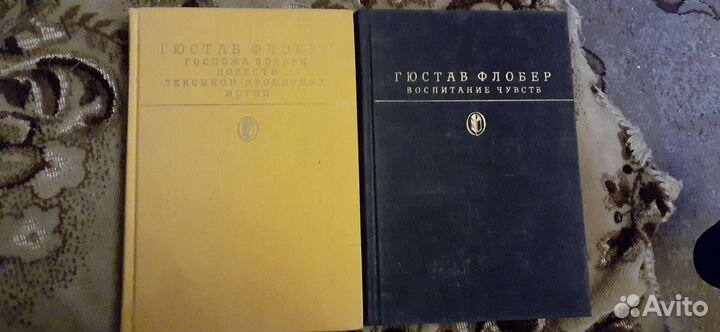 ГЮСТАВ ФЛОБЕР
ГОСПОЖА БОВАРИ
ПОВЕСТИ
ЛЕКСИКОН ПРОПИСНЫХ
ИСТИН
ГЮСТАВ ФЛОБЕР
ВОСПИТАНИЕ ЧУВСТВ
Avito